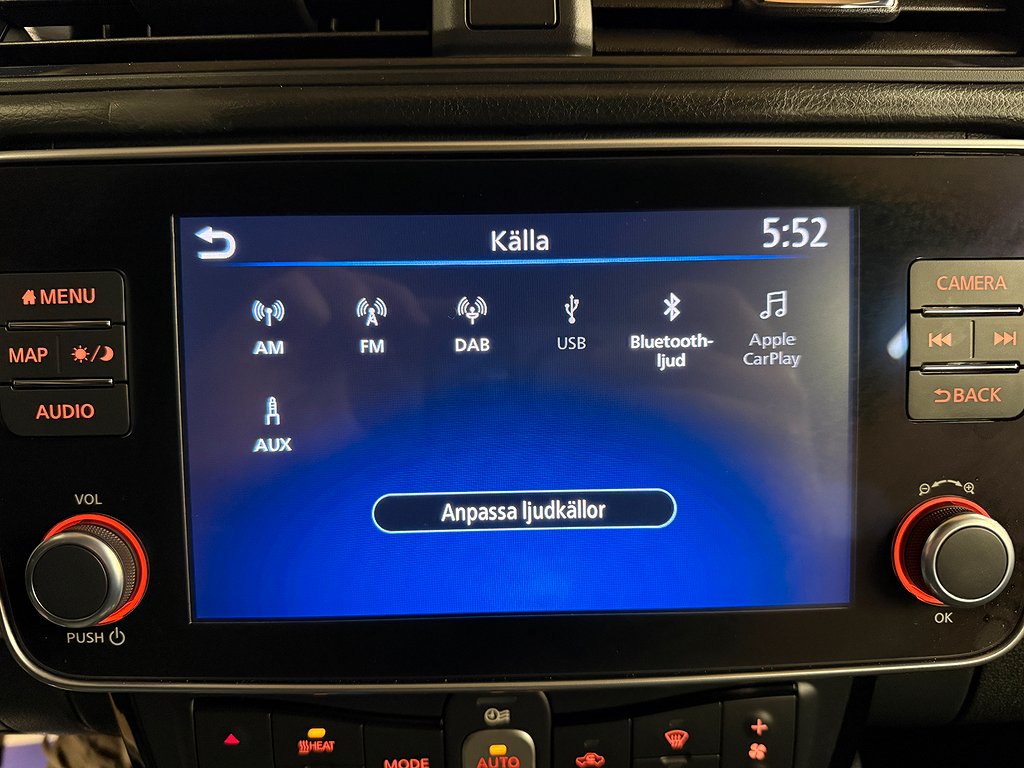 Källa
5:52
MENU
MAP
AUDIO
AM
FM
DAB
USB
Bluetooth-
ljud
Apple
CarPlay
AUX
Anpassa ljudkällor
CAMERA
BACK
VOL
PUSH
OK
HEAT
MODE
AUTO